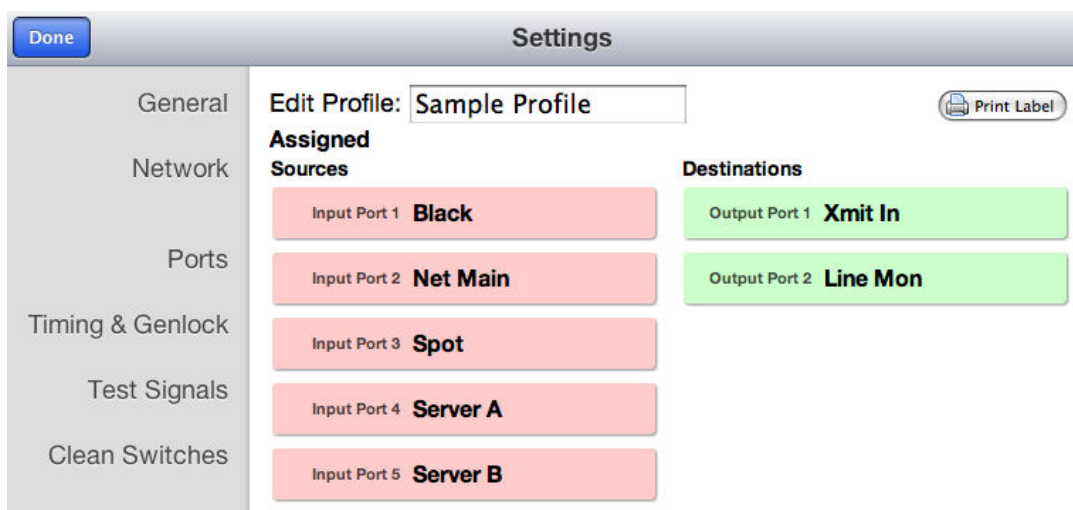 Done
Settings
General
Network
Ports
Timing & Genlock
Test Signals
Clean Switches
Edit Profile: Sample Profile
Print Label
Assigned
Sources
Input Port 1 Black
Input Port 2 Net Main
Input Port 3 Spot
Input Port 4 Server A
Input Port 5 Server B
Destinations
Output Port 1 Xmit In
Output Port 2 Line Mon